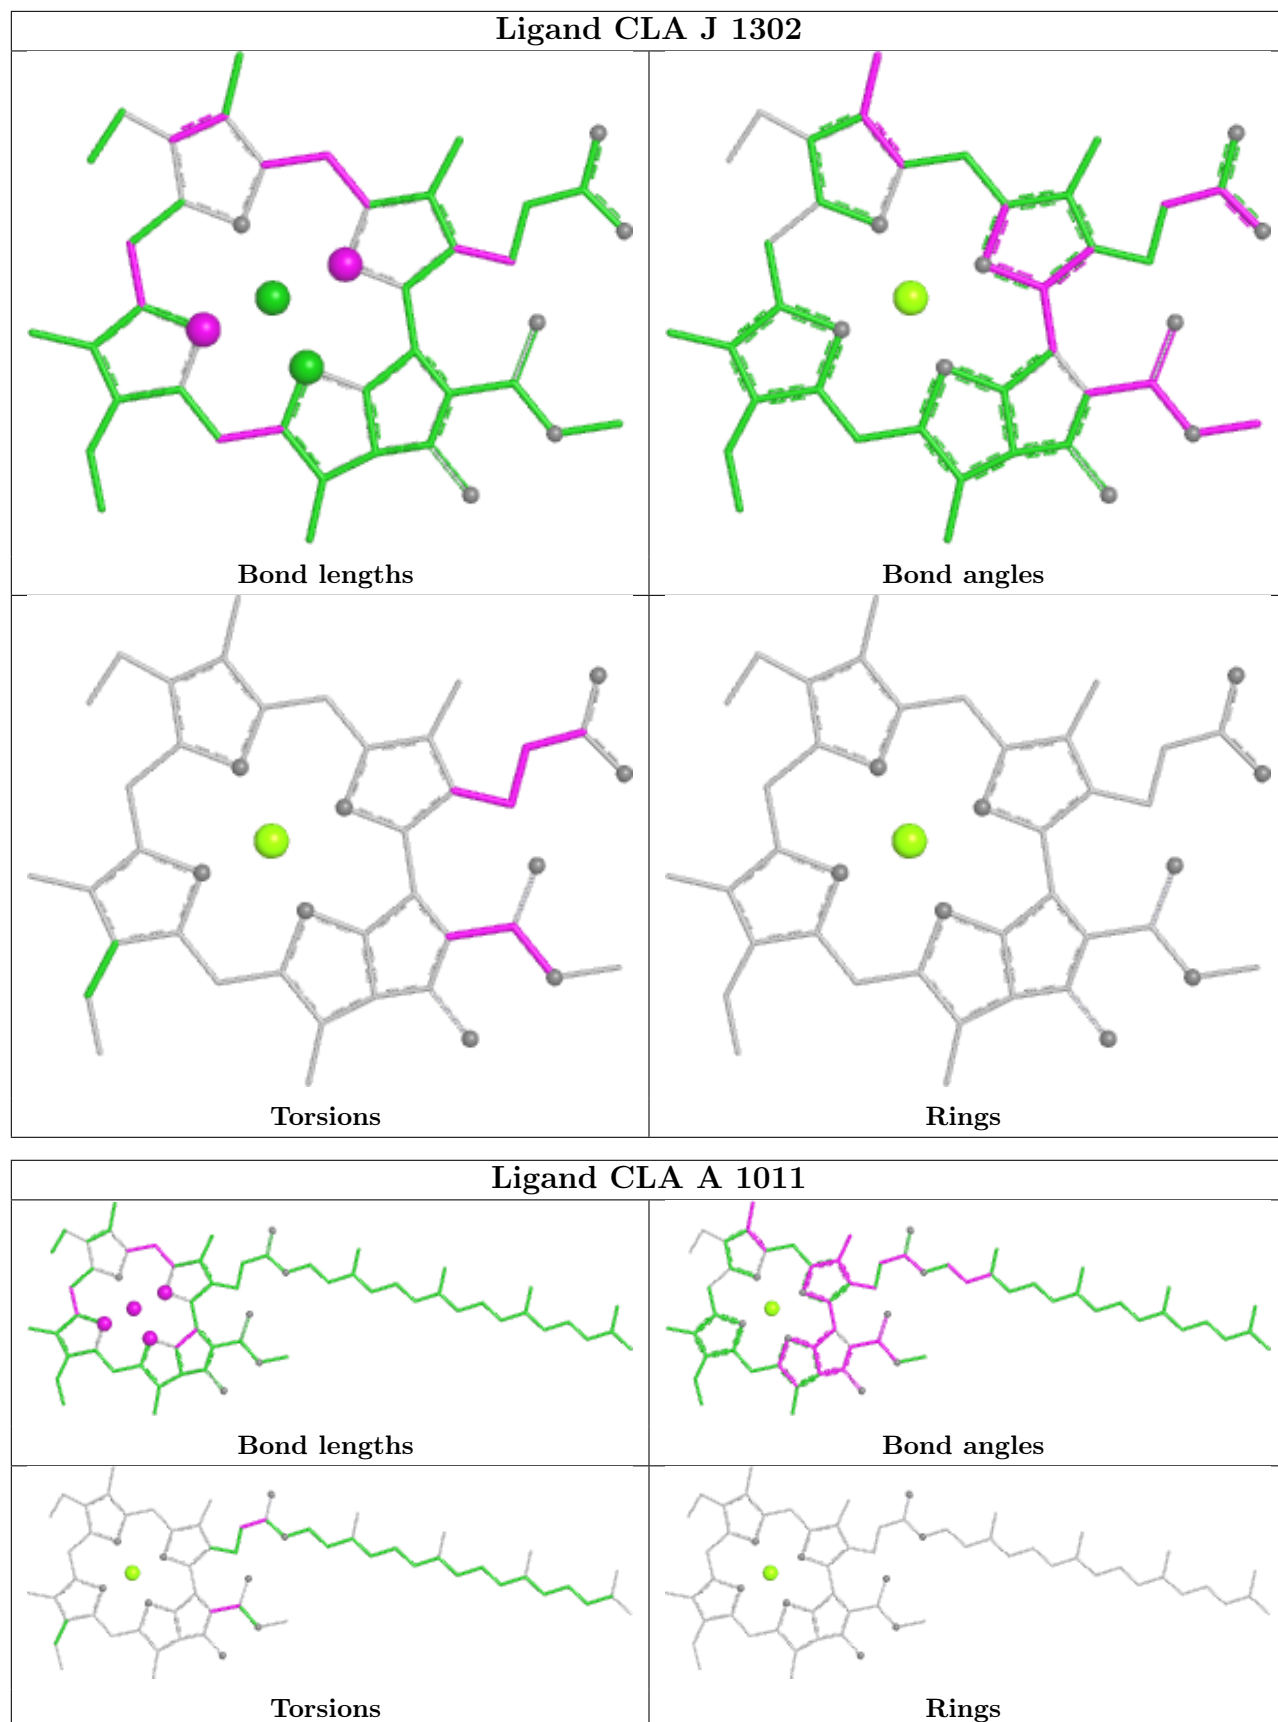 Ligand CLA J 1302
Bond lengths
Bond angles
Torsions
Rings
Ligand CLA A 1011
Bond lengths
Bond angles
Torsions
Rings